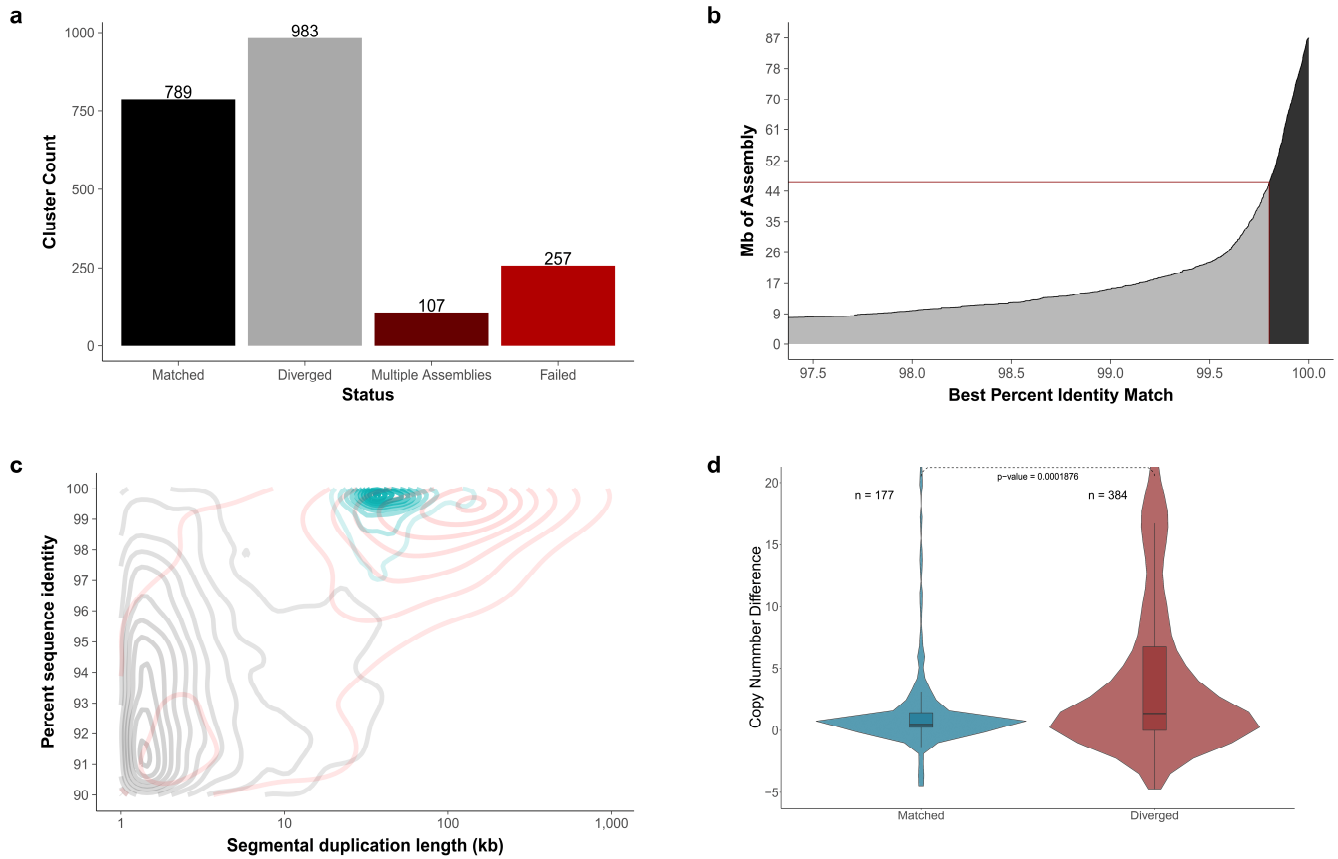 a
1000
750
500
250
0
789
983
107
257
Matched
Diverged
Multiple Assemblies
Failed
Cluster Count
Status
b
87
78
70
61
52
44
35
26
17
9
0
97.5
98.0
98.5
99.0
99.5
100.0
Mb of Assembly
Best Percent Identity Match
c
100
99
98
97
96
95
94
93
92
91
90
1
10
100
1,000
Percent sequence identity
Segmental duplication length (kb)
d
20
15
10
5
0
−5
n = 177
p−value = 0.0001876
n = 384
Matched
Diverged
Copy Nummber Difference